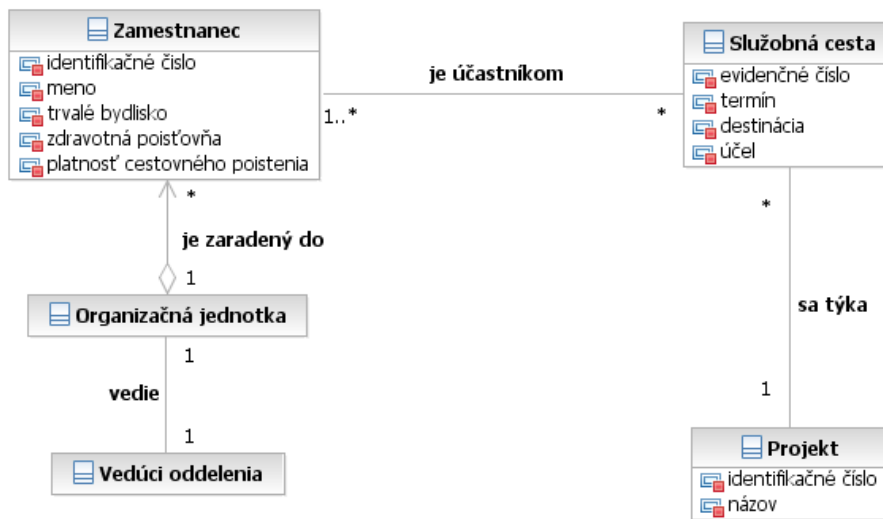 Zamestnanec
identifikačné čislo
meno
trvalé bydlisko
zdravotná poisťovňa
platnosť cestovného poistenia
je účastníkom
1..*
*
Služobná cesta
evidenčné číslo
termín
destinácia
účel
*
je zaradený do
1
Organizačná jednotka
1
vedie
1
Vedúci oddelenia
*
sa týka
1
Projekt
identifikačné číslo
názov